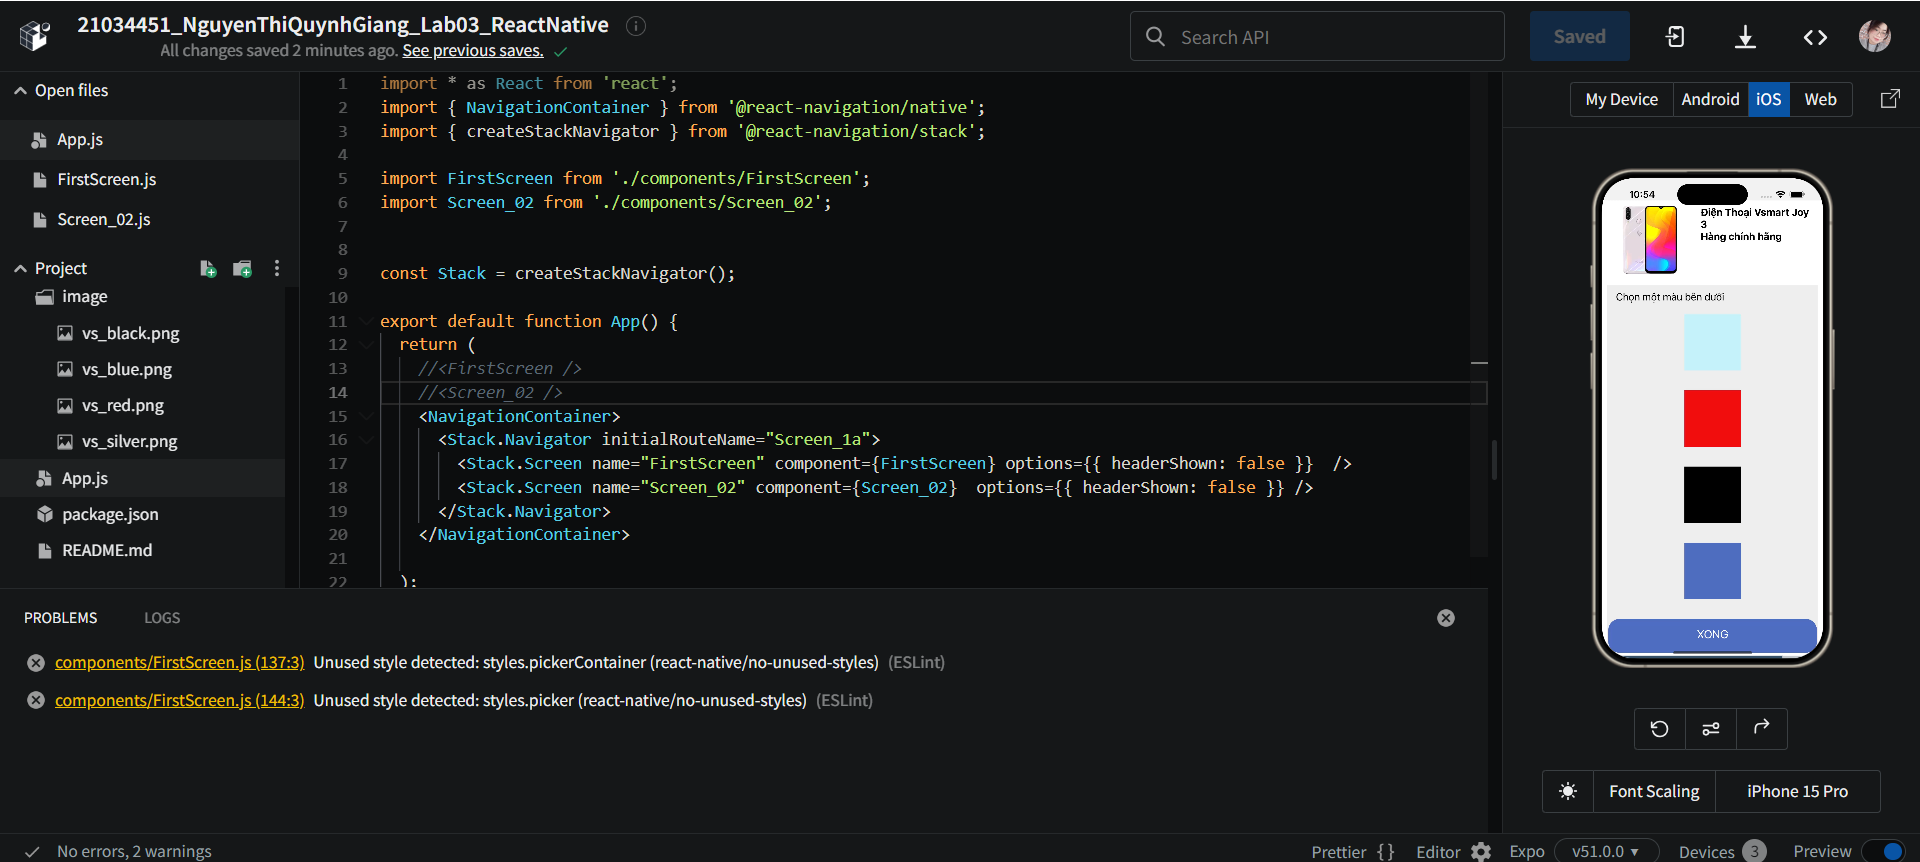 21034451_NguyenThiQuynhGiang_Lab03_ReactNative
All changes saved 2 minutes ago. See previous saves.
Search API
Saved
Open files
App.js
FirstScreen.js
Screen_02.js
Project
image
vs_black.png
vs_blue.png
vs_red.png
vs_silver.png
App.js
package.json
README.md
1 import * as React from 'react';
2 import { NavigationContainer } from '@react-navigation/native';
3 import { createStackNavigator } from '@react-navigation/stack';
4
5 import FirstScreen from './components/FirstScreen';
6 import Screen_02 from './components/Screen_02';
7
8
9 const Stack = createStackNavigator();
10
11 export default function App() {
12 return (
13 //<FirstScreen />
14 //<Screen_02 />
15 <NavigationContainer>
16 <Stack.Navigator initialRouteName="Screen_1a">
17 <Stack.Screen name="FirstScreen" component={FirstScreen} options={{ headerShown: false }} />
18 <Stack.Screen name="Screen_02" component={Screen_02} options={{ headerShown: false }} />
19 </Stack.Navigator>
20 </NavigationContainer>
21
22 );
PROBLEMS LOGS
components/FirstScreen.js (137:3) Unused style detected: styles.pickerContainer (react-native/no-unused-styles) (ESLint)
components/FirstScreen.js (144:3) Unused style detected: styles.picker (react-native/no-unused-styles) (ESLint)
My Device Android iOS Web
10:54
Điện Thoại Vsmart Joy
3
Hàng chính hãng
Chọn một màu bên dưới
XONG
Font Scaling iPhone 15 Pro
No errors, 2 warnings
Prettier {} Editor Expo v51.0.0 ▾ Devices 3 Preview